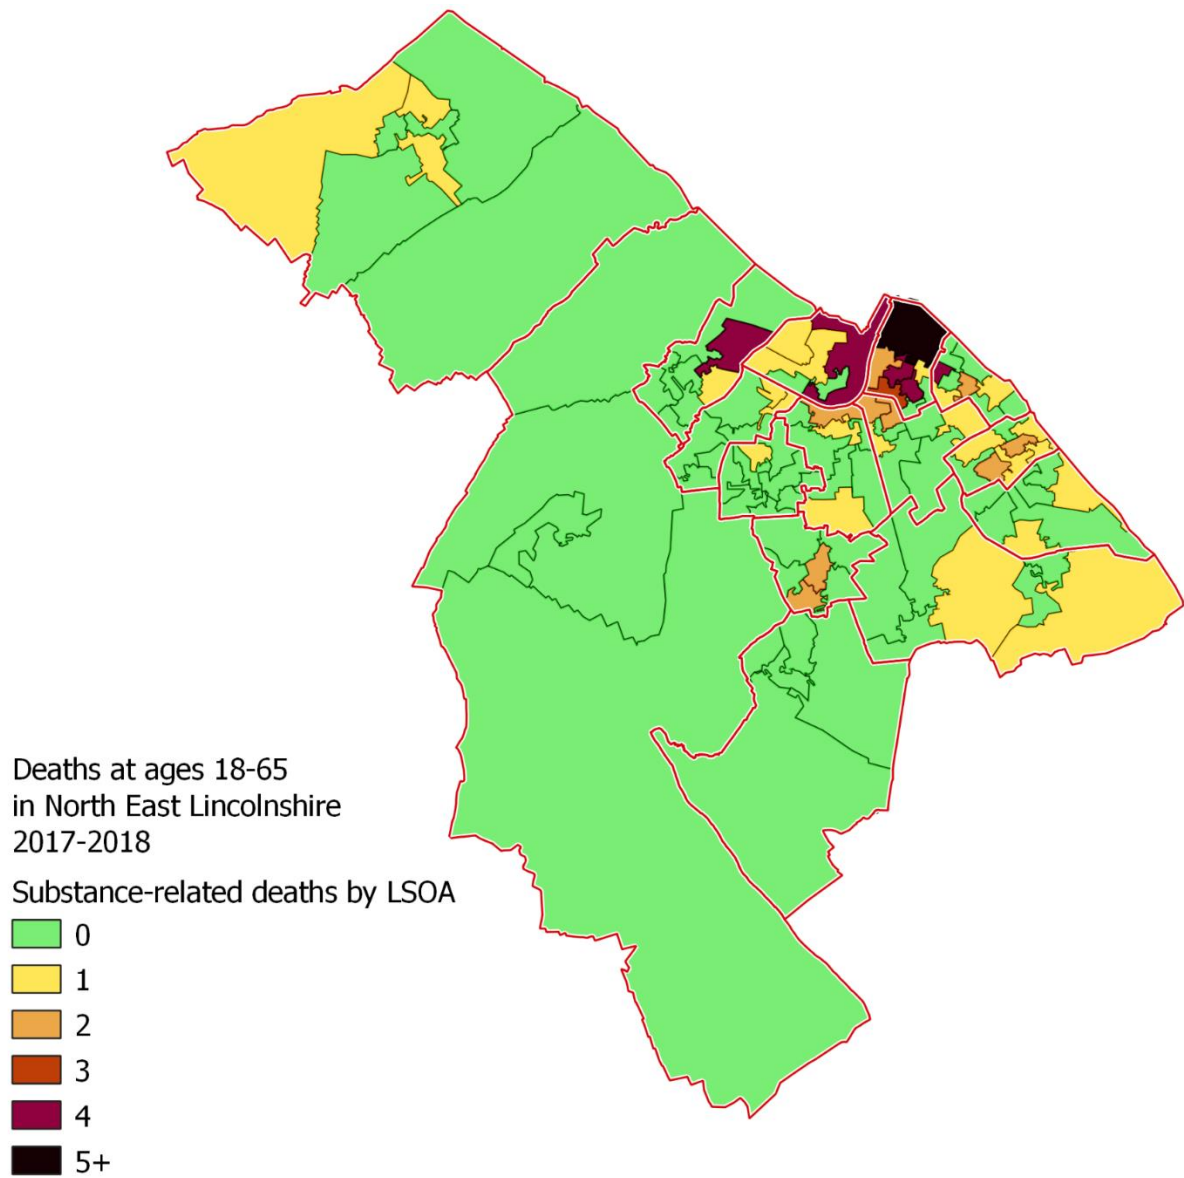 Deaths at ages 18-65
in North East Lincolnshire
2017-2018
Substance-related deaths by LSOA
0
1
2
3
4
5+